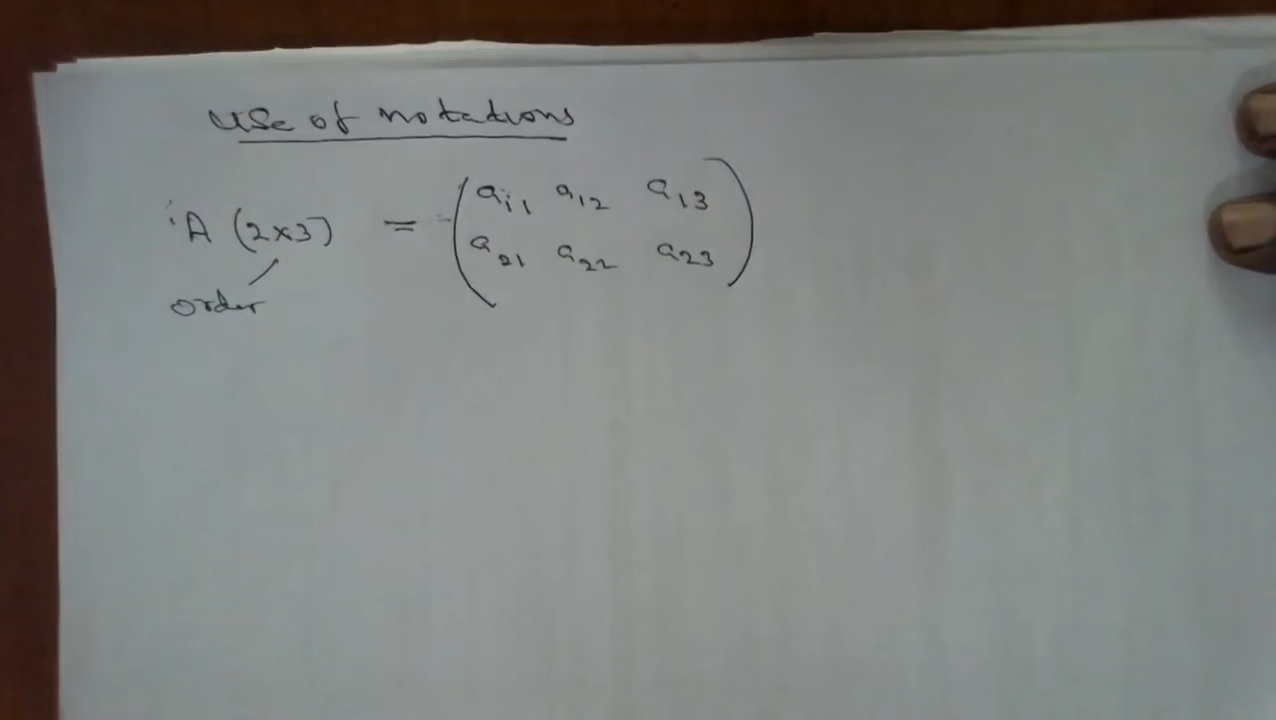 Use of notations
A (2×3) = ( a11 a12 a13
a21 a22 a23 )
order